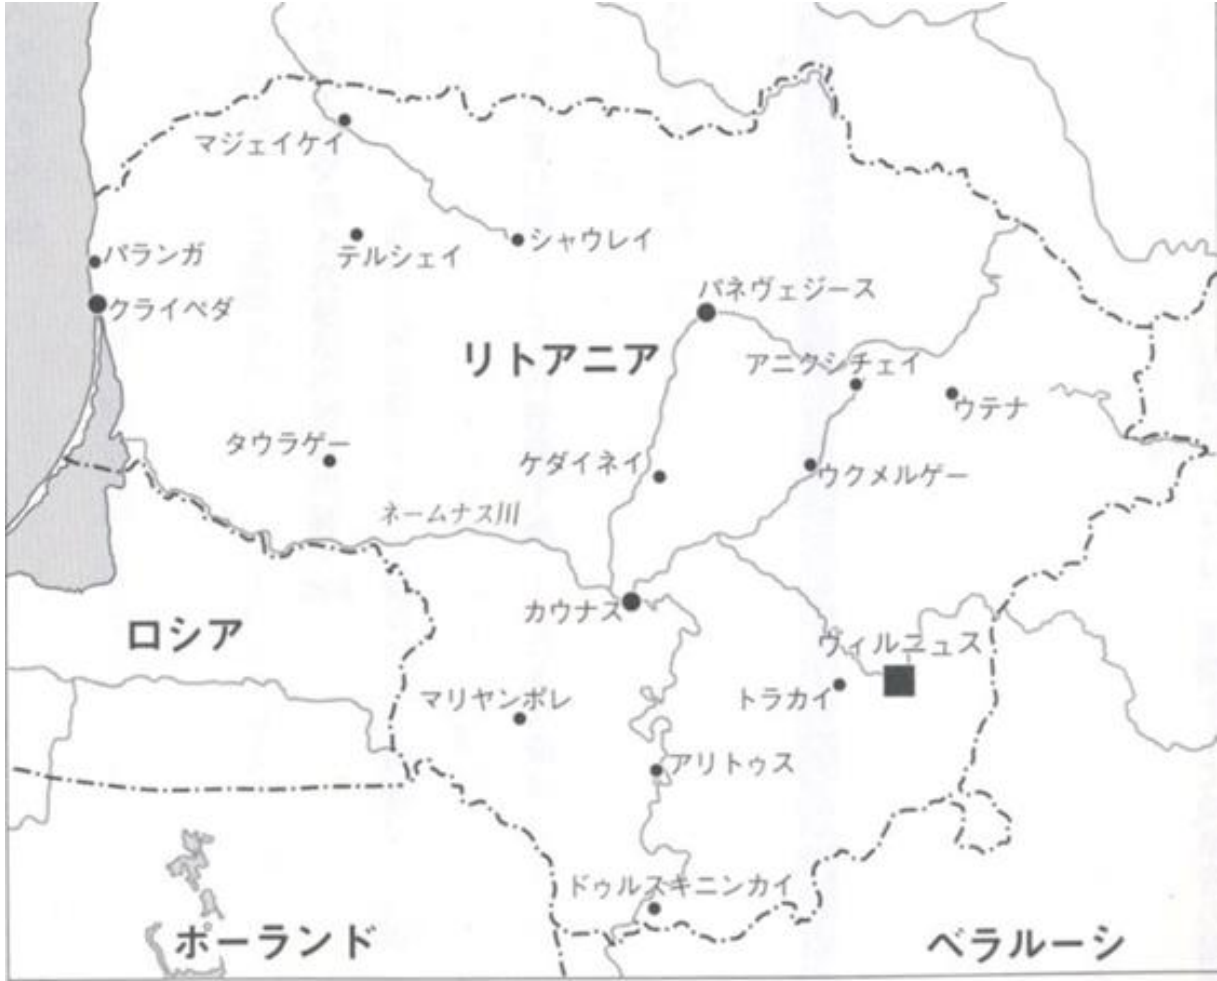 マジェイケイ
シャウレイ
テルシェイ
パランガ
パネヴェジース
クライペダ
リトアニア
アニクシチェイ
ウテナ
タウラゲー
ケダイネイ
ウクメルゲー
ネームナス川
カウナス
ロシア
ヴィルニュス
マリヤンポレ
トラカイ
アリトゥス
ドゥルスキニンカイ
ポーランド
ベラルーシ